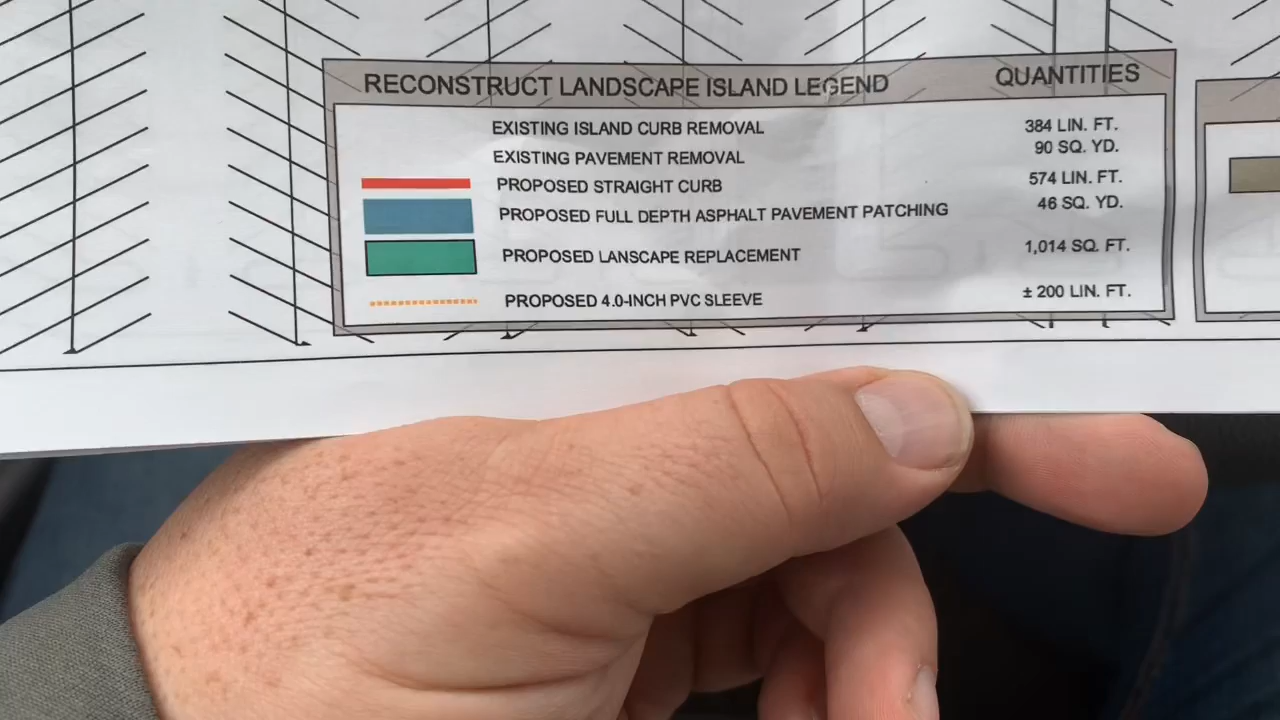 RECONSTRUCT LANDSCAPE ISLAND LEGEND QUANTITIES
EXISTING ISLAND CURB REMOVAL 384 LIN. FT.
EXISTING PAVEMENT REMOVAL 90 SQ. YD.
PROPOSED STRAIGHT CURB 574 LIN. FT.
PROPOSED FULL DEPTH ASPHALT PAVEMENT PATCHING 46 SQ. YD.
PROPOSED LANSCAPE REPLACEMENT 1,014 SQ. FT.
PROPOSED 4.0-INCH PVC SLEEVE ± 200 LIN. FT.